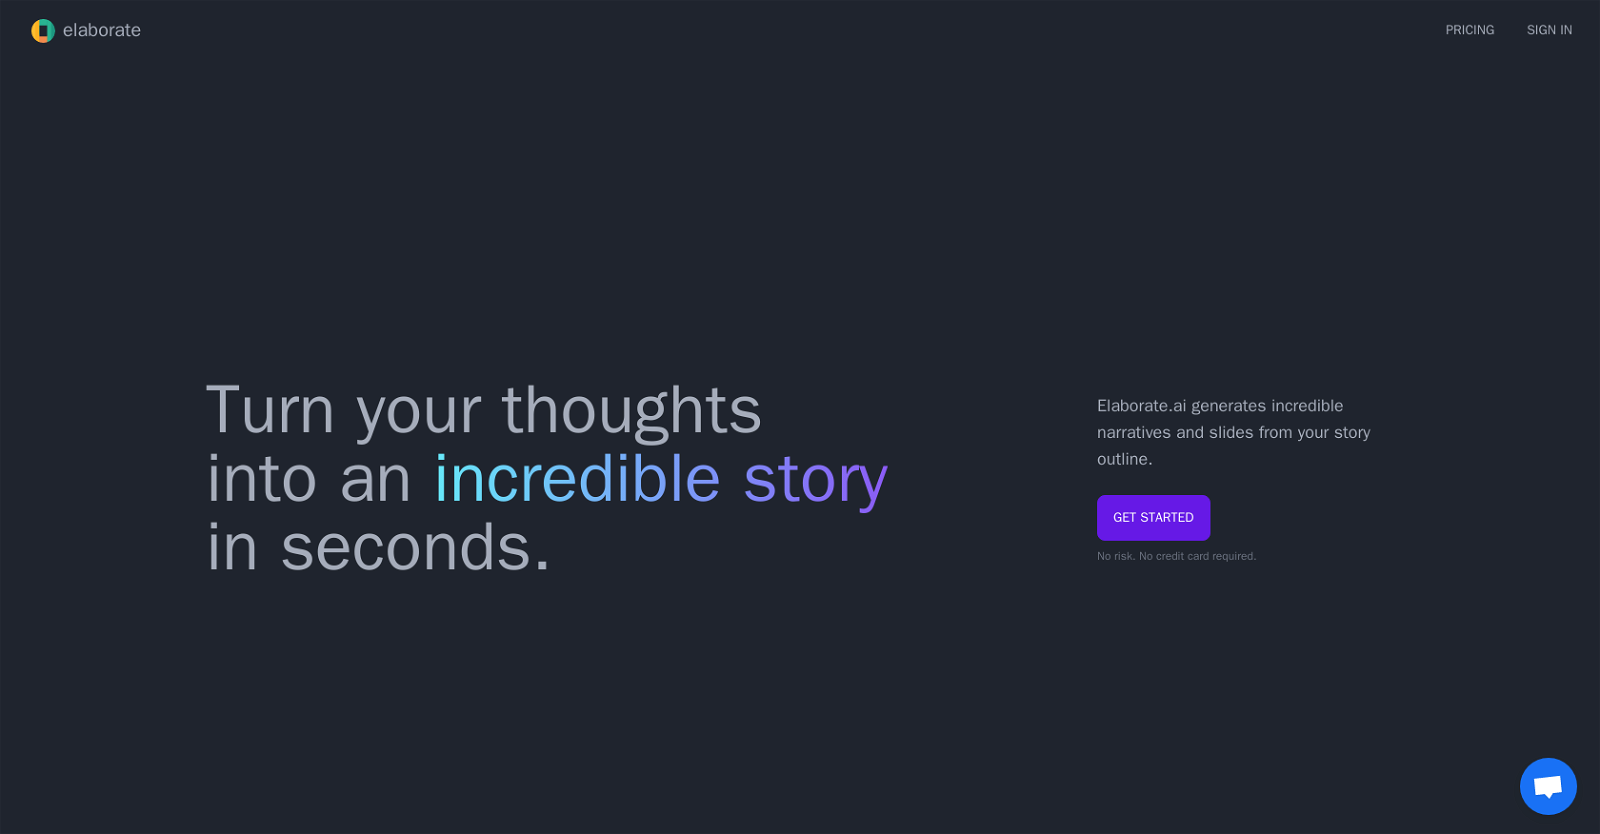 elaborate
PRICING
SIGN IN
Turn your thoughts
into an incredible story
in seconds.
Elaborate.ai generates incredible
narratives and slides from your story
outline.
GET STARTED
No risk. No credit card required.